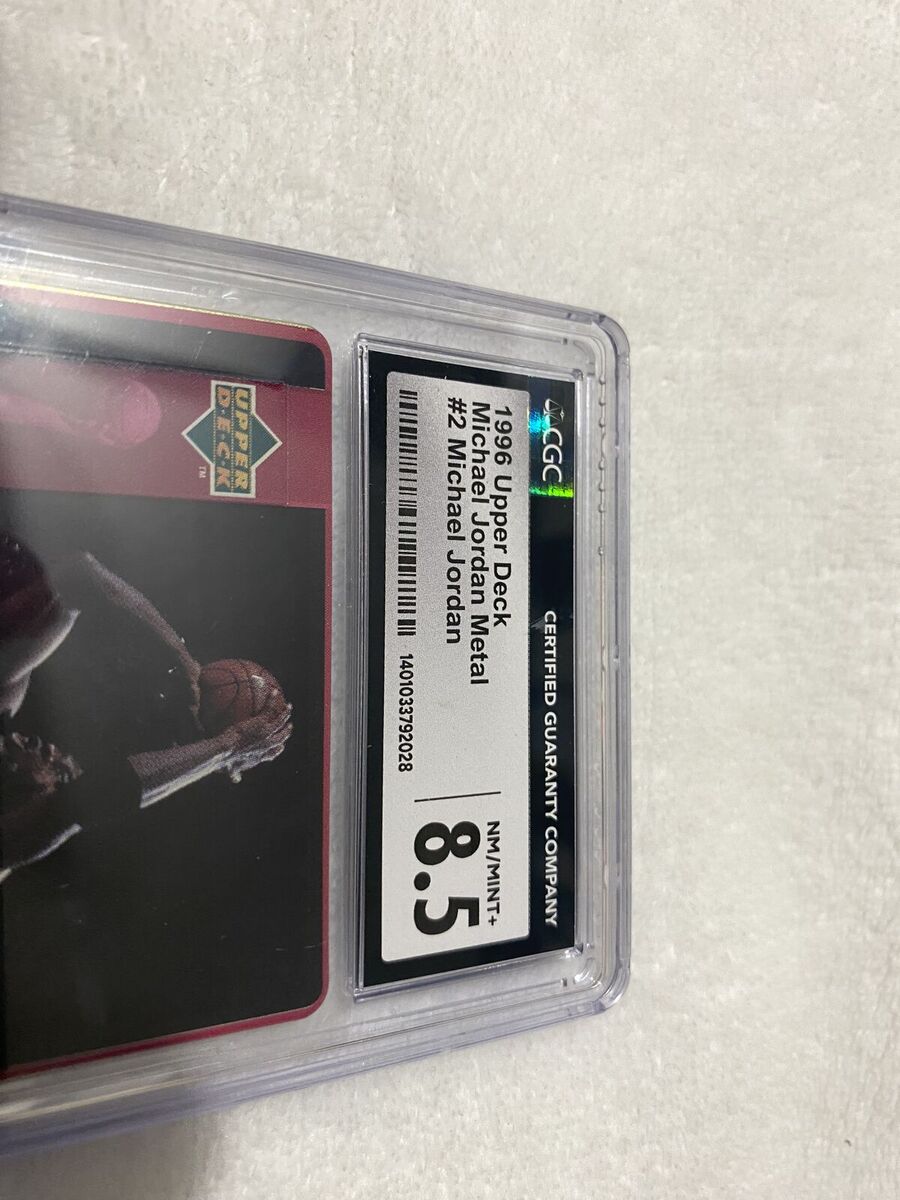 CGC
CERTIFIED GUARANTY COMPANY
1996 Upper Deck
Michael Jordan Metal
#2 Michael Jordan
1401033792028
NM/MINT+
8.5
UPPER
D·E·C·K
TM